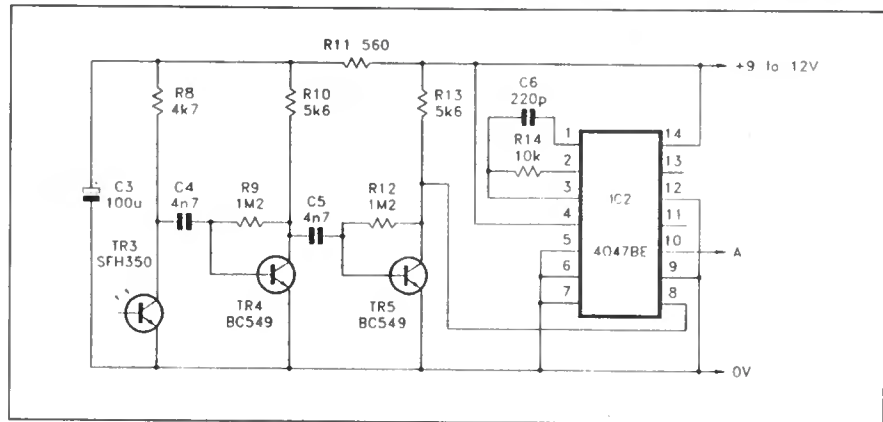 R11 560
+9 to 12V
R8
4k7
R10
5k6
R13
5k6
C6
220p
R14
10k
1
2
3
4
5
6
7
14
13
12
11
10
9
8
IC2
4047BE
A
C3
100u
C4
4n7
R9
1M2
C5
4n7
R12
1M2
TR3
SFH350
TR4
BC549
TR5
BC549
0V